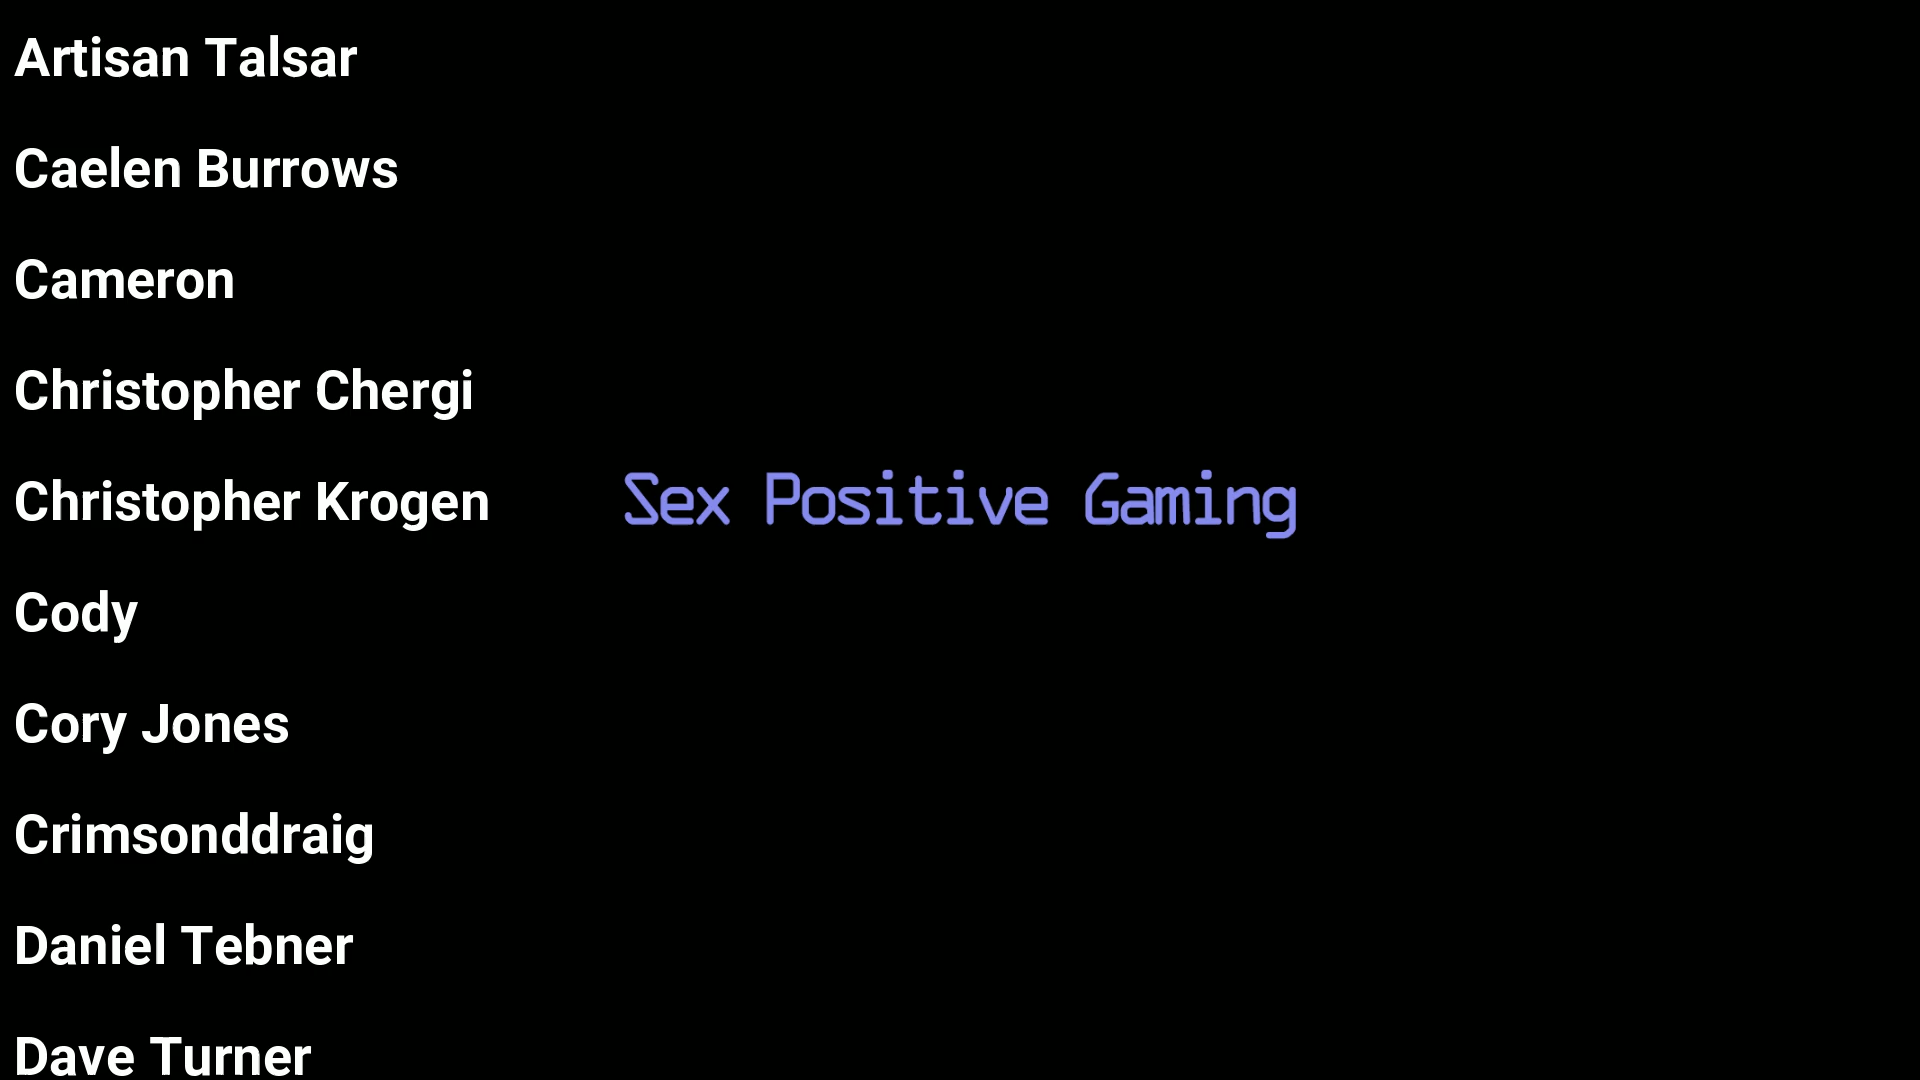 Artisan Talsar
Caelen Burrows
Cameron
Christopher Chergi
Christopher Krogen
Sex Positive Gaming
Cody
Cory Jones
Crimsonddraig
Daniel Tebner
Dave Turner